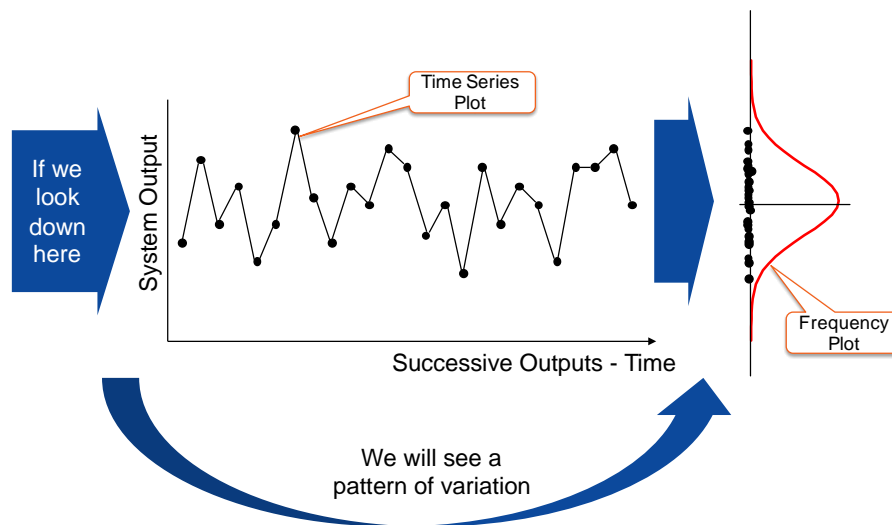 If we
look
down
here
System Output
Time Series
Plot
Successive Outputs - Time
Frequency
Plot
We will see a
pattern of variation